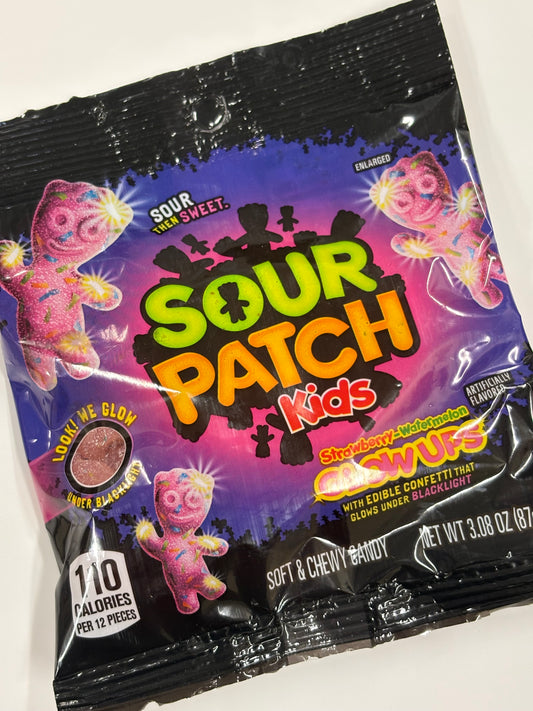 ENLARGED
SOUR
THEN SWEET.
SOUR
PATCH
Kids
ARTIFICIALLY
FLAVORED
LOOK! WE GLOW
UNDER BLACKLIGHT
Strawberry-Watermelon
GLOW UPS
WITH EDIBLE CONFETTI THAT
GLOWS UNDER BLACKLIGHT
110
CALORIES
PER 12 PIECES
SOFT & CHEWY CANDY NET WT 3.08 OZ (87